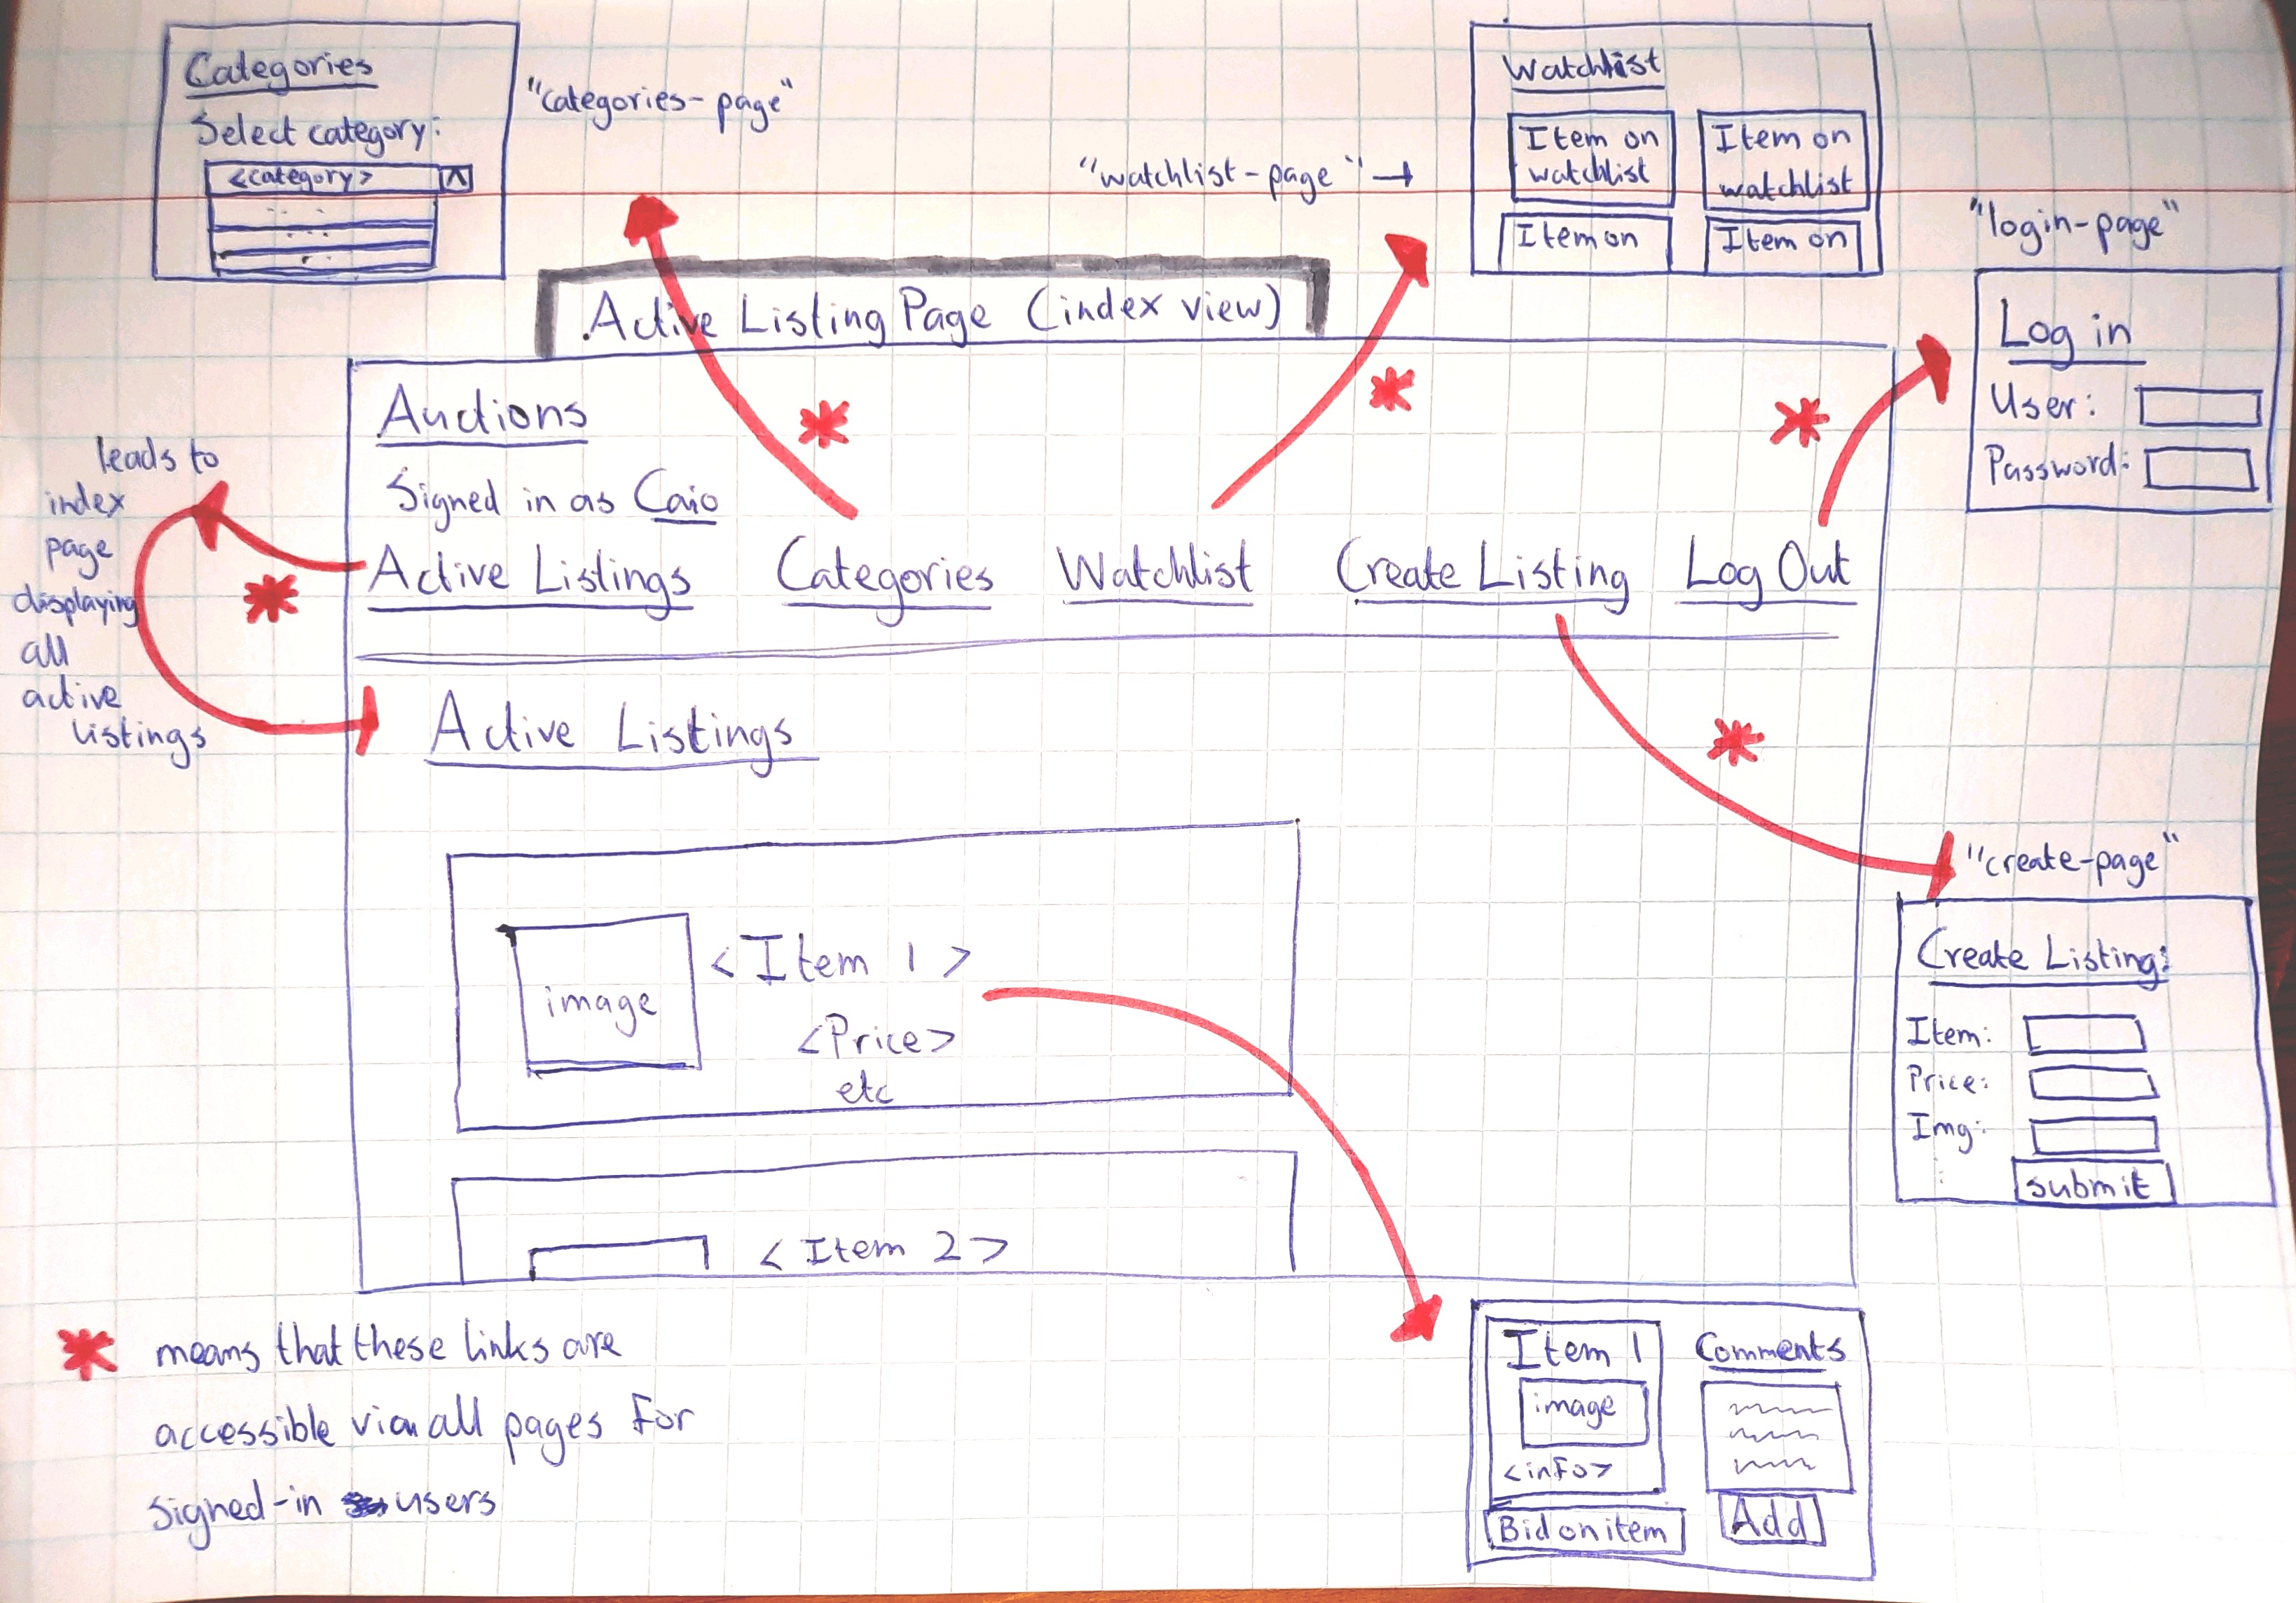 Categories
Select category:
<category>
"categories-page"
"watchlist-page" →
Watchlist
Item on
watchlist
Item on
watchlist
Item on
Item on
"login-page"
Log in
User:
Password:
Active Listing Page (index view)
Auctions
Signed in as Caio
Active Listings Categories Watchlist Create Listing Log Out
leads to
index
page
displaying
all
active
listings
Active Listings
image
<Item 1>
<Price>
etc
<Item 2>
"create-page"
Create Listing:
Item:
Price:
Img:
submit
Item 1
image
<info>
Bid on item
Comments
Add
* means that these links are
accessible via all pages for
signed-in users